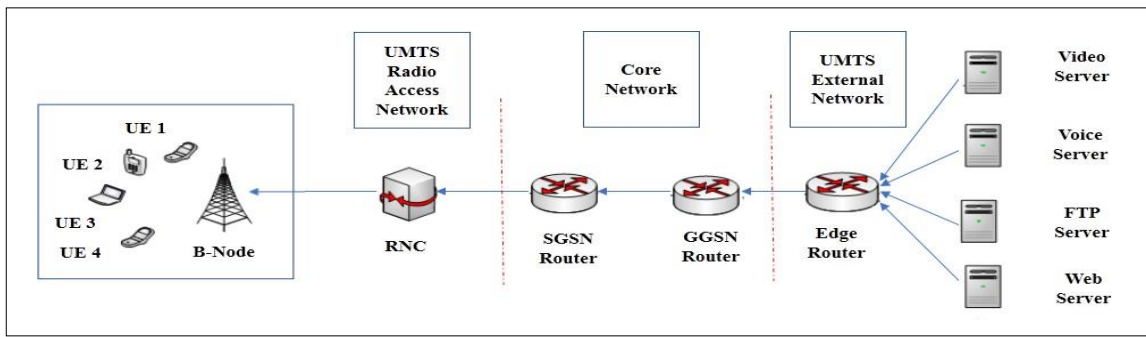 UMTS
Radio
Access
Network
Core
Network
UMTS
External
Network
Video
Server
Voice
Server
FTP
Server
Web
Server
UE 1
UE 2
UE 3
UE 4
B-Node
RNC
SGSN
Router
GGSN
Router
Edge
Router